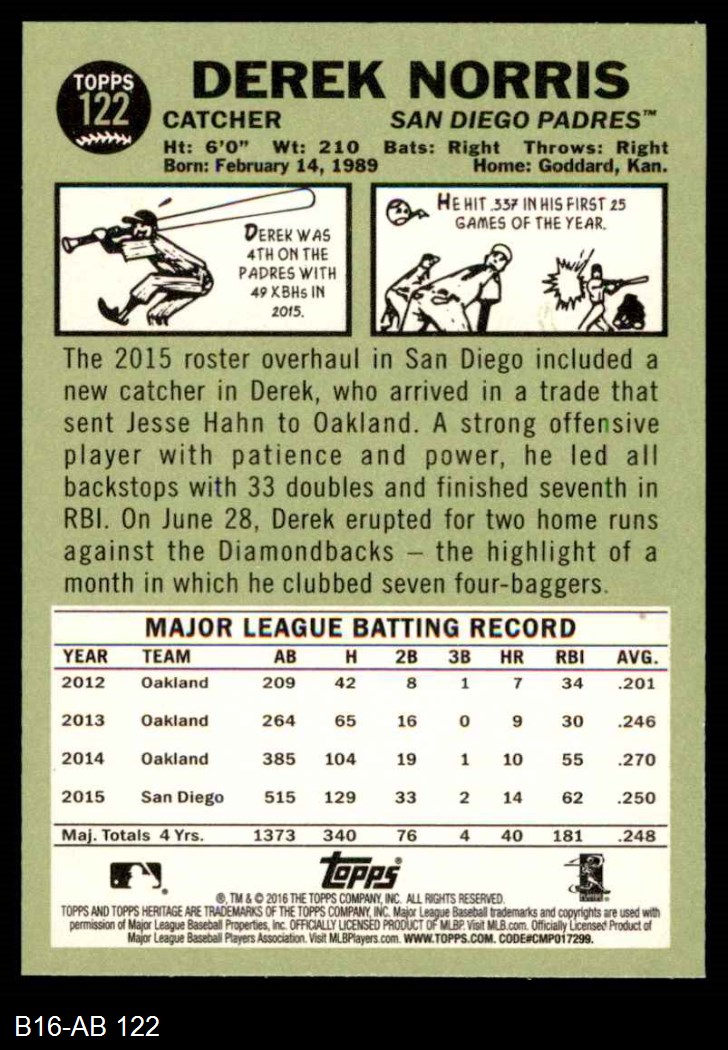 TOPPS
122
DEREK NORRIS
CATCHER SAN DIEGO PADRES™
Ht: 6'0" Wt: 210 Bats: Right Throws: Right
Born: February 14, 1989 Home: Goddard, Kan.
DEREK WAS
4TH ON THE
PADRES WITH
49 XBHs IN
2015.
HE HIT .337 IN HIS FIRST 25
GAMES OF THE YEAR.
The 2015 roster overhaul in San Diego included a
new catcher in Derek, who arrived in a trade that
sent Jesse Hahn to Oakland. A strong offensive
player with patience and power, he led all
backstops with 33 doubles and finished seventh in
RBI. On June 28, Derek erupted for two home runs
against the Diamondbacks – the highlight of a
month in which he clubbed seven four-baggers.
MAJOR LEAGUE BATTING RECORD
YEAR TEAM AB H 2B 3B HR RBI AVG.
2012 Oakland 209 42 8 1 7 34 .201
2013 Oakland 264 65 16 0 9 30 .246
2014 Oakland 385 104 19 1 10 55 .270
2015 San Diego 515 129 33 2 14 62 .250
Maj. Totals 4 Yrs. 1373 340 76 4 40 181 .248
Topps®
®, TM & © 2016 THE TOPPS COMPANY, INC. ALL RIGHTS RESERVED.
TOPPS AND TOPPS HERITAGE ARE TRADEMARKS OF THE TOPPS COMPANY, INC. Major League Baseball trademarks and copyrights are used with
permission of Major League Baseball Properties, Inc. OFFICIALLY LICENSED PRODUCT OF MLBP. Visit MLB.com. Officially Licensed Product of
Major League Baseball Players Association. Visit MLBPlayers.com. WWW.TOPPS.COM. CODE#CMP017299.
B16-AB 122